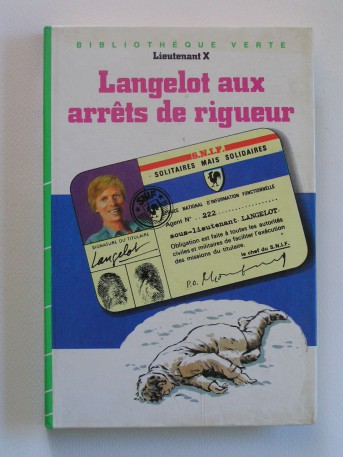 BIBLIOTHÈQUE VERTE
Lieutenant X
Langelot aux
arrêts de rigueur
S.N.I.F.
SOLITAIRES MAIS SOLIDAIRES
SERVICE NATIONAL D'INFORMATION FONCTIONNELLE
Agent N° 222
sous-lieutenant LANGELOT
Obligation est faite à toutes les autorités
civiles et militaires de faciliter l'exécution
des missions du titulaire.
le chef du S.N.I.F.
P.O.
SNIF
SIGNATURE DU TITULAIRE
Langelot